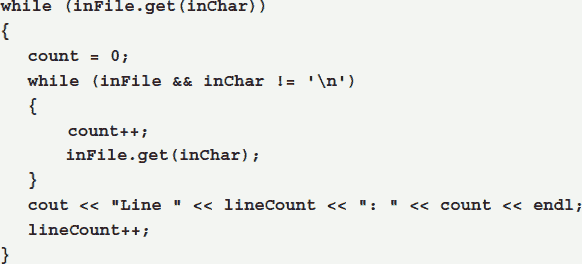 while (inFile.get(inChar))
{
count = 0;
while (inFile && inChar != '\n')
{
count++;
inFile.get(inChar);
}
cout << "Line " << lineCount << ": " << count << endl;
lineCount++;
}